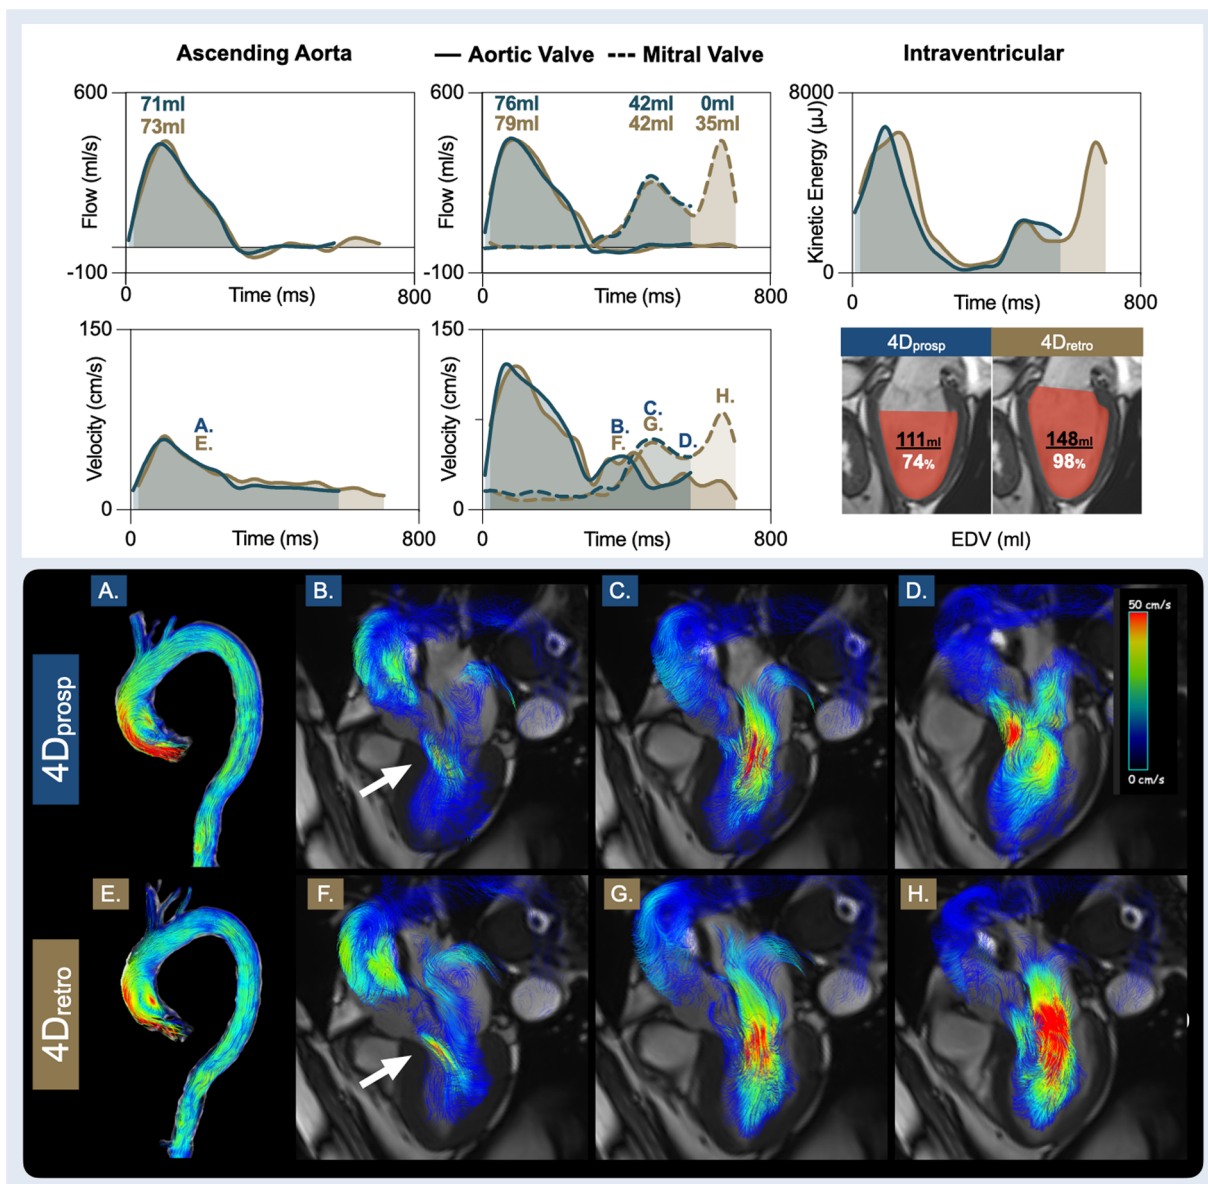 Ascending Aorta
Aortic Valve
Mitral Valve
Intraventricular
600
71ml
73ml
Flow (ml/s)
-100
0
Time (ms)
800
600
76ml
42ml
0ml
79ml
42ml
35ml
Flow (ml/s)
-100
0
Time (ms)
800
8000
Kinetic Energy (µJ)
0
0
Time (ms)
800
150
Velocity (cm/s)
A.
E.
0
0
Time (ms)
800
150
Velocity (cm/s)
B.
F.
C.
G.
D.
H.
0
0
Time (ms)
800
4Dprosp
4Dretro
111ml
74%
148ml
98%
EDV (ml)
4Dprosp
A.
B.
C.
D.
50 cm/s
0 cm/s
4Dretro
E.
F.
G.
H.